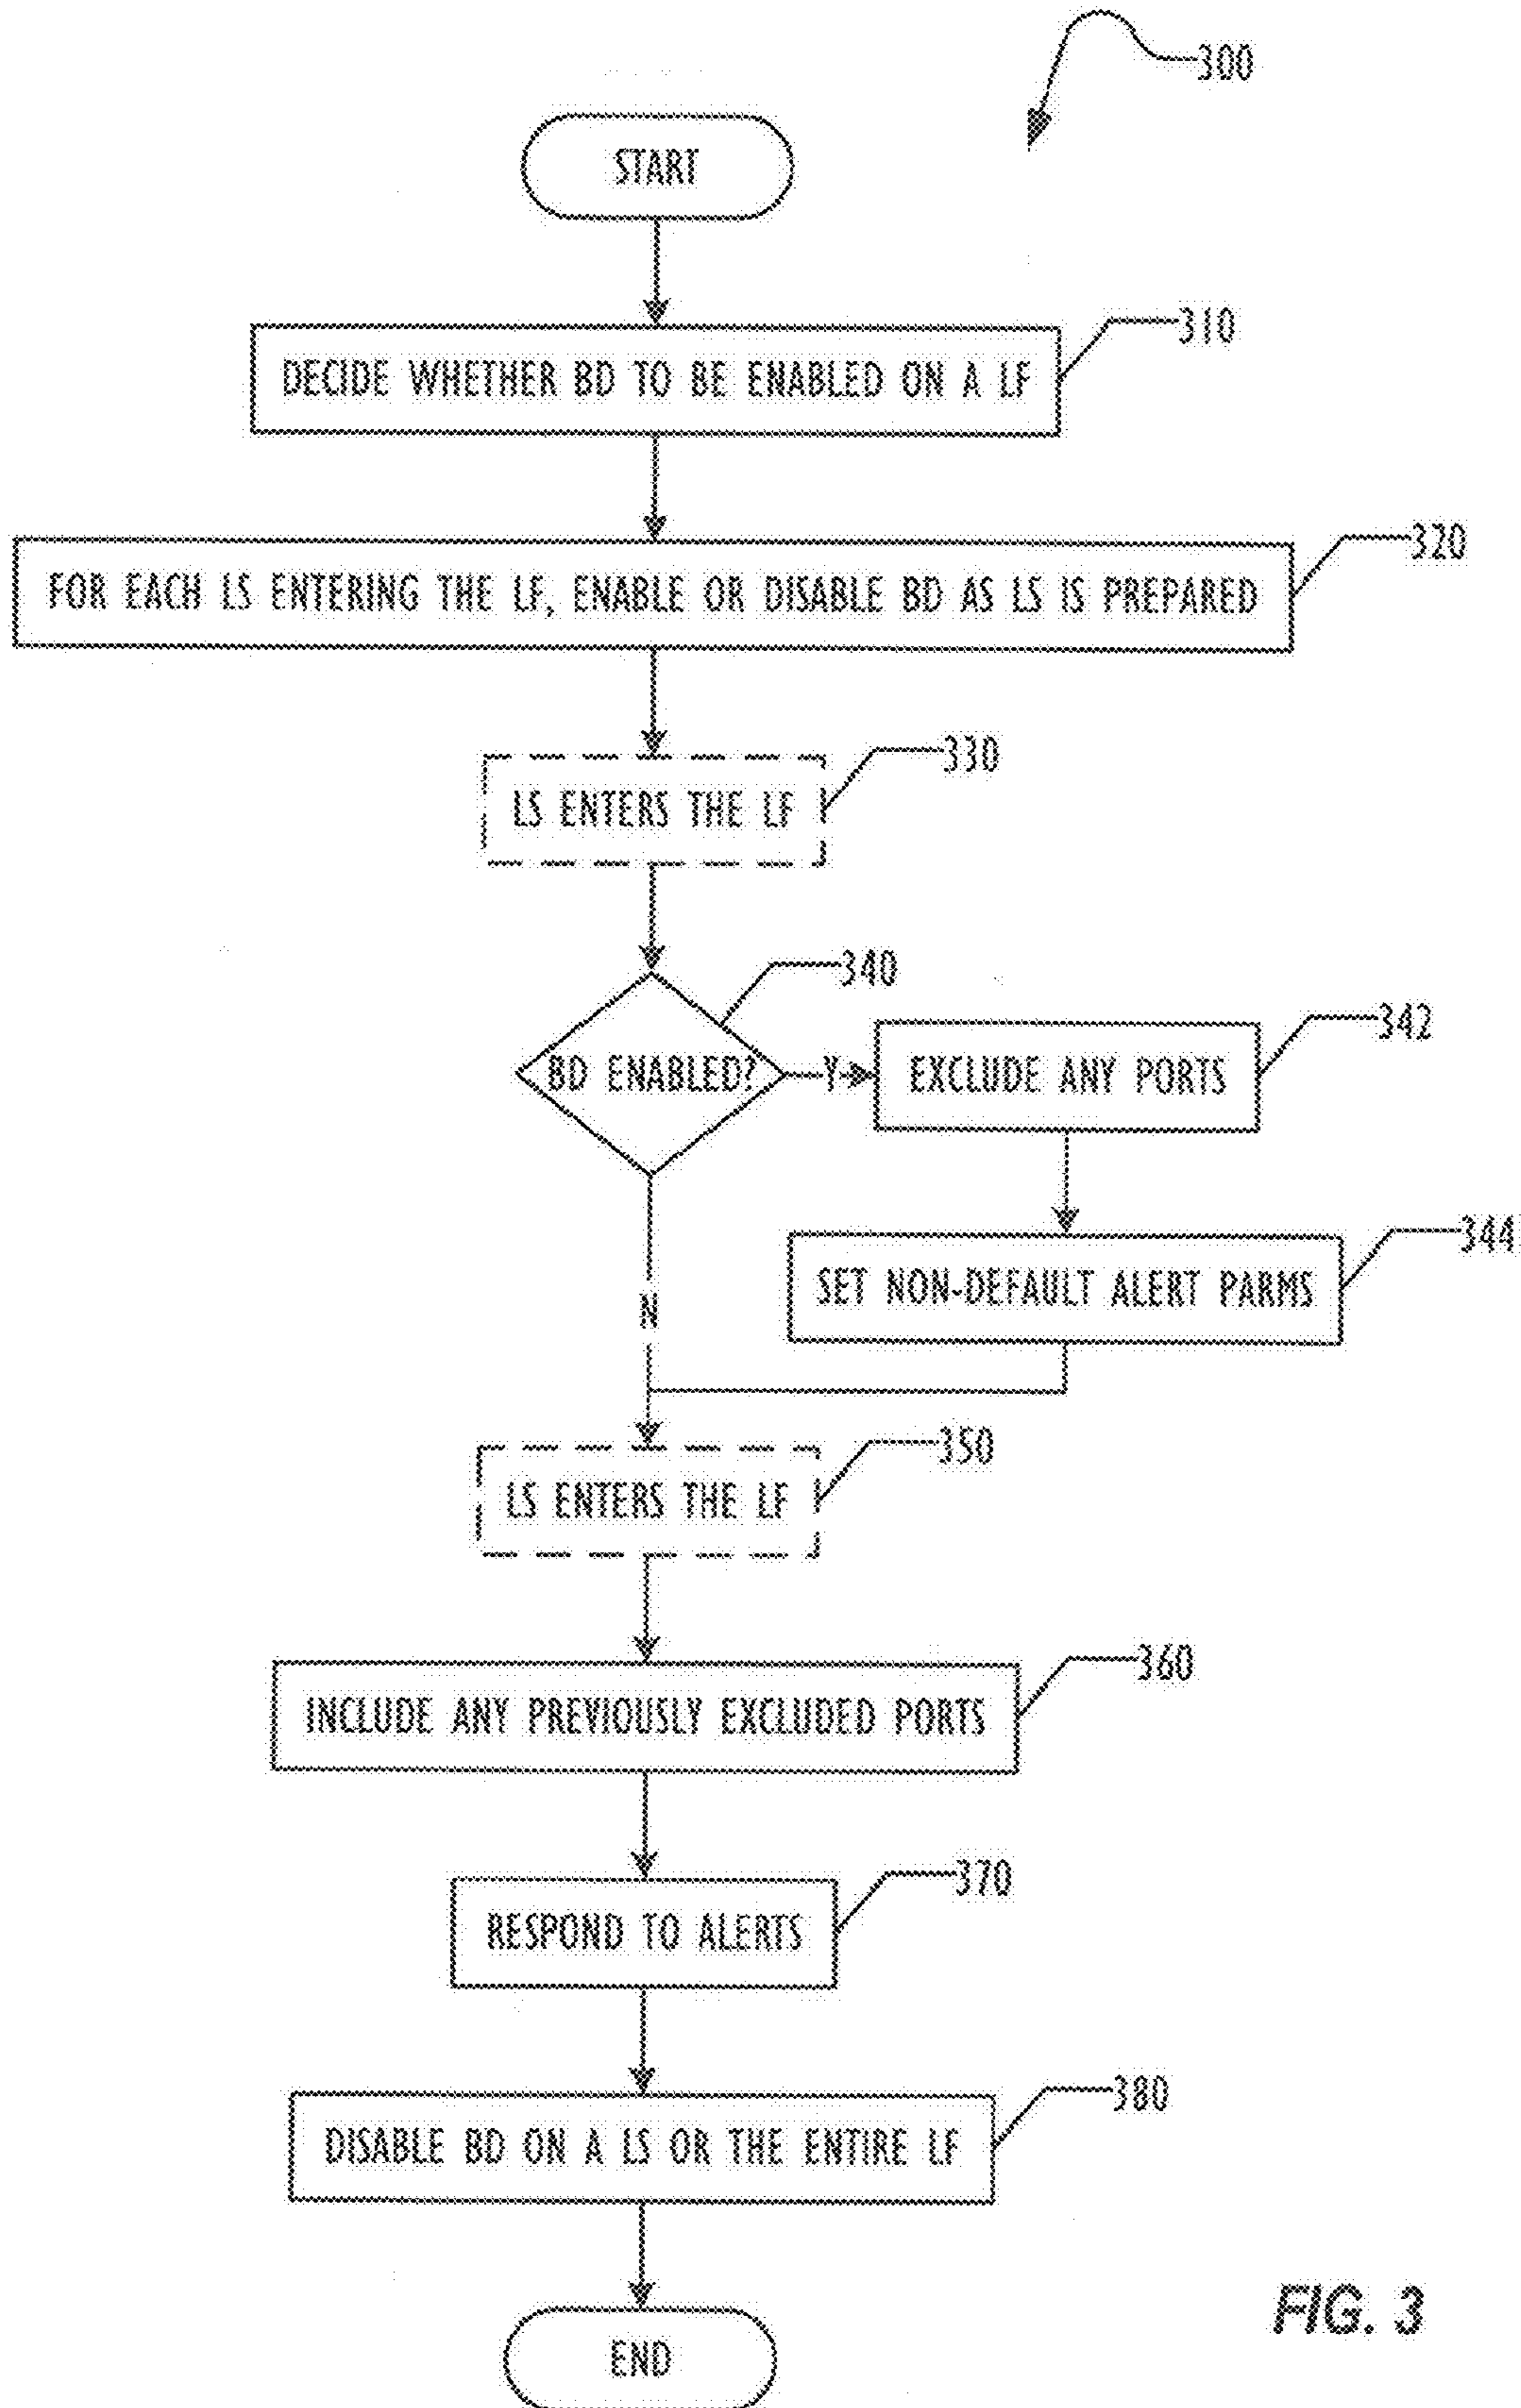 300
START
310
DECIDE WHETHER BD TO BE ENABLED ON A LF
320
FOR EACH LS ENTERING THE LF, ENABLE OR DISABLE BD AS LS IS PREPARED
330
LS ENTERS THE LF
340
BD ENABLED?
Y
342
EXCLUDE ANY PORTS
344
SET NON-DEFAULT ALERT PARMS
N
350
LS ENTERS THE LF
360
INCLUDE ANY PREVIOUSLY EXCLUDED PORTS
370
RESPOND TO ALERTS
380
DISABLE BD ON A LS OR THE ENTIRE LF
END
FIG. 3